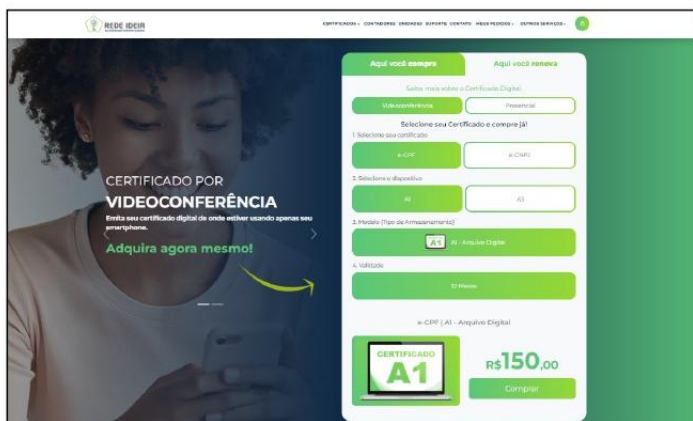 REDE IDEIA
CERTIFICADOS CONTADORES UNIDADES SUPORTE CONTATO MEUS PEDIDOS OUTROS SERVIÇOS
Aqui você compra
Aqui você renova
Saiba mais sobre o Certificado Digital
Videoconferência
Presencial
Selecione seu Certificado e compre já!
1. Selecione seu certificado
e-CPF
e-CNPJ
2. Selecione o dispositivo
A1
A3
3. Modelo (Tipo de Armazenamento)
A1
A1 - Arquivo Digital
4. Validade
12 Meses
e-CPF | A1 - Arquivo Digital
CERTIFICADO
A1
R$150,00
Comprar
CERTIFICADO POR
VIDEOCONFERÊNCIA
Emita seu certificado digital de onde estiver usando apenas seu
smartphone.
Adquira agora mesmo!